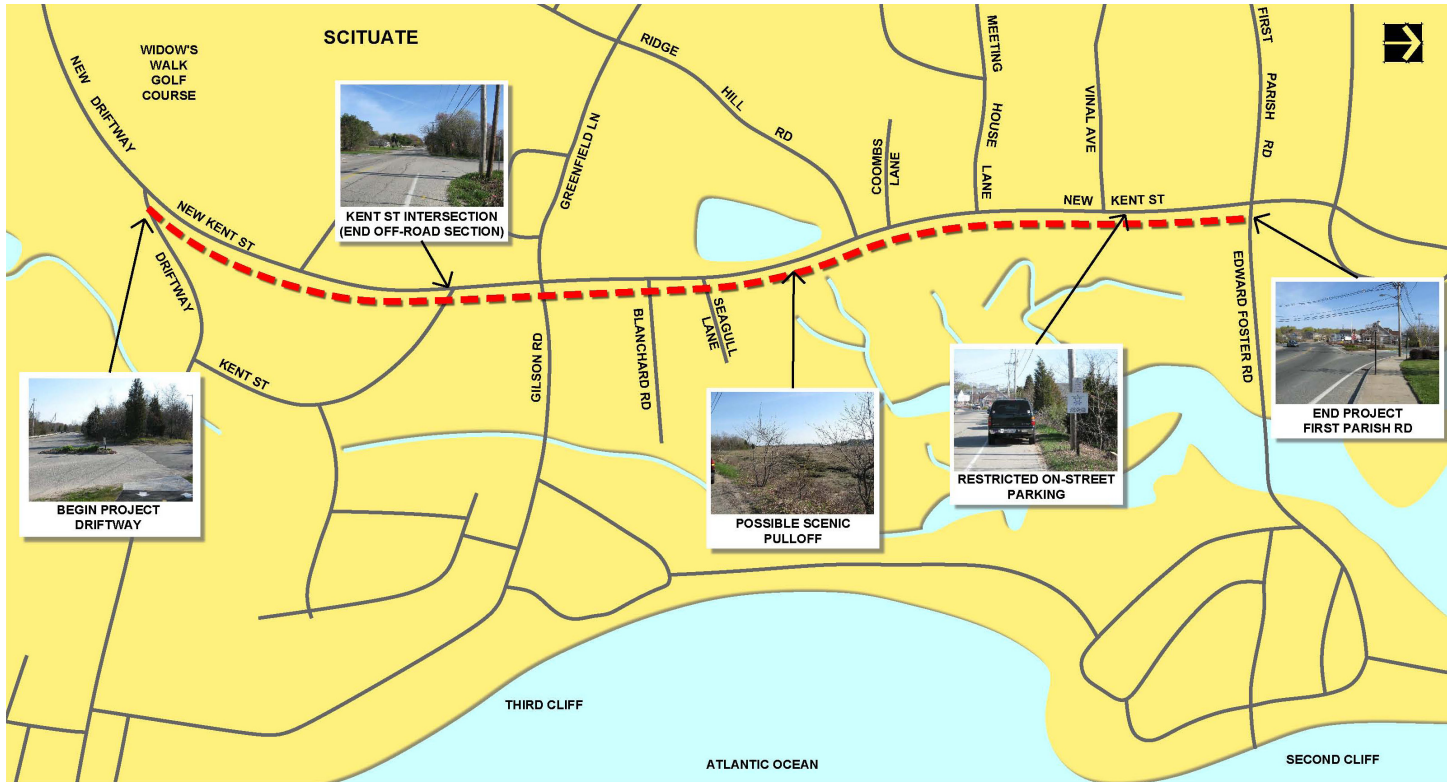 SCITUATE
WIDOW'S
WALK
GOLF
COURSE
NEW DRIFTWAY
NEW KENT ST
DRIFTWAY
KENT ST
KENT ST INTERSECTION
(END OFF-ROAD SECTION)
GREENFIELD LN
RIDGE HILL RD
COOMBS
LANE
MEETING HOUSE LANE
VINAL AVE
FIRST PARISH RD
NEW KENT ST
GILSON RD
BLANCHARD RD
SEAGULL
LANE
EDWARD FOSTER RD
BEGIN PROJECT
DRIFTWAY
POSSIBLE SCENIC
PULLOFF
RESTRICTED ON-STREET
PARKING
END PROJECT
FIRST PARISH RD
THIRD CLIFF
ATLANTIC OCEAN
SECOND CLIFF